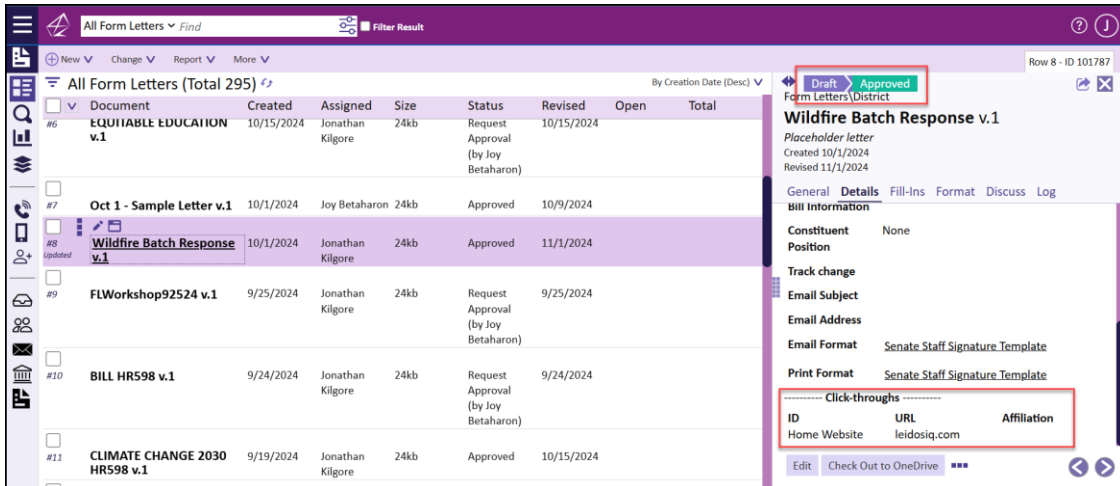 All Form Letters Find Filter Result ? J
New Change Report More Row 8 - ID 101787
All Form Letters (Total 295) By Creation Date (Desc)
Document Created Assigned Size Status Revised Open Total
#6 EQUITABLE EDUCATION v.1 10/15/2024 Jonathan Kilgore 24kb Request Approval (by Joy Betaharon) 10/15/2024
#7 Oct 1 - Sample Letter v.1 10/1/2024 Joy Betaharon 24kb Approved 10/9/2024
#8 Updated Wildfire Batch Response v.1 10/1/2024 Jonathan Kilgore 24kb Approved 11/1/2024
#9 FLWorkshop92524 v.1 9/25/2024 Jonathan Kilgore 24kb Request Approval (by Joy Betaharon) 9/25/2024
#10 BILL HR598 v.1 9/24/2024 Jonathan Kilgore 24kb Request Approval (by Joy Betaharon) 9/24/2024
#11 CLIMATE CHANGE 2030 HR598 v.1 9/19/2024 Jonathan Kilgore 24kb Approved 10/15/2024
Draft Approved
Form Letters\District
Wildfire Batch Response v.1
Placeholder letter
Created 10/1/2024
Revised 11/1/2024
General Details Fill-Ins Format Discuss Log
Bill Information
Constituent Position None
Track change
Email Subject
Email Address
Email Format Senate Staff Signature Template
Print Format Senate Staff Signature Template
---------- Click-throughs ----------
ID URL Affiliation
Home Website leidosiq.com
Edit Check Out to OneDrive